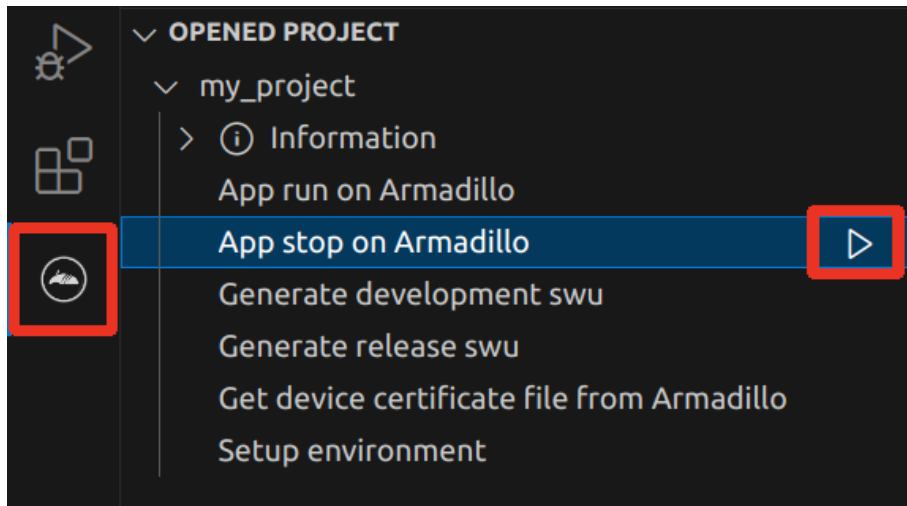 OPENED PROJECT
my_project
Information
App run on Armadillo
App stop on Armadillo
Generate development swu
Generate release swu
Get device certificate file from Armadillo
Setup environment